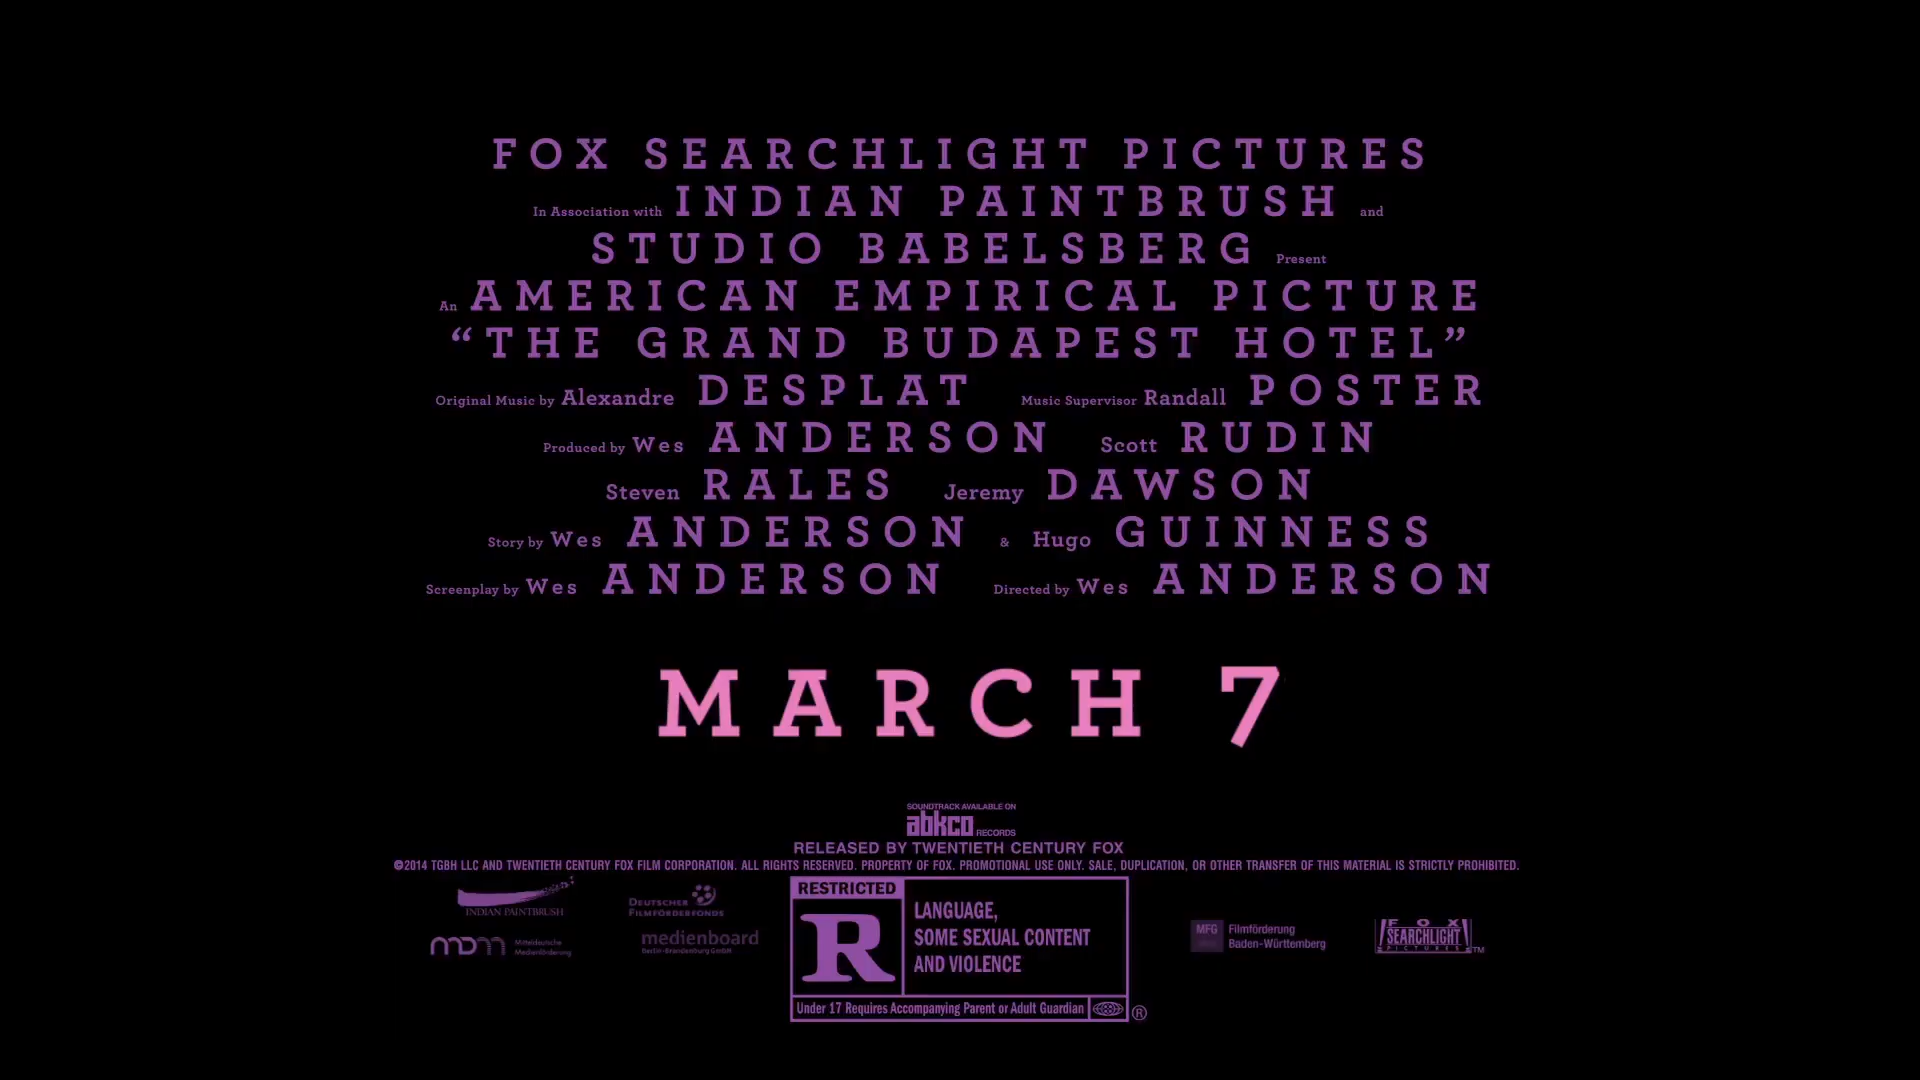 FOX SEARCHLIGHT PICTURES
In Association with INDIAN PAINTBRUSH and
STUDIO BABELSBERG Present
An AMERICAN EMPIRICAL PICTURE
“THE GRAND BUDAPEST HOTEL”
Original Music by Alexandre DESPLAT Music Supervisor Randall POSTER
Produced by Wes ANDERSON Scott RUDIN
Steven RALES Jeremy DAWSON
Story by Wes ANDERSON & Hugo GUINNESS
Screenplay by Wes ANDERSON Directed by Wes ANDERSON
MARCH 7
SOUNDTRACK AVAILABLE ON
abkco RECORDS
RELEASED BY TWENTIETH CENTURY FOX
©2014 TGBH LLC AND TWENTIETH CENTURY FOX FILM CORPORATION. ALL RIGHTS RESERVED. PROPERTY OF FOX. PROMOTIONAL USE ONLY. SALE, DUPLICATION, OR OTHER TRANSFER OF THIS MATERIAL IS STRICTLY PROHIBITED.
INDIAN PAINTBRUSH
mDm Mitteldeutsche
Medienförderung
DEUTSCHER
FILMFÖRDERFONDS
medienboard
Berlin-Brandenburg GmbH
RESTRICTED
R
LANGUAGE,
SOME SEXUAL CONTENT
AND VIOLENCE
Under 17 Requires Accompanying Parent or Adult Guardian
®
MFG Filmförderung
Baden-Württemberg
FOX
SEARCHLIGHT
PICTURES TM